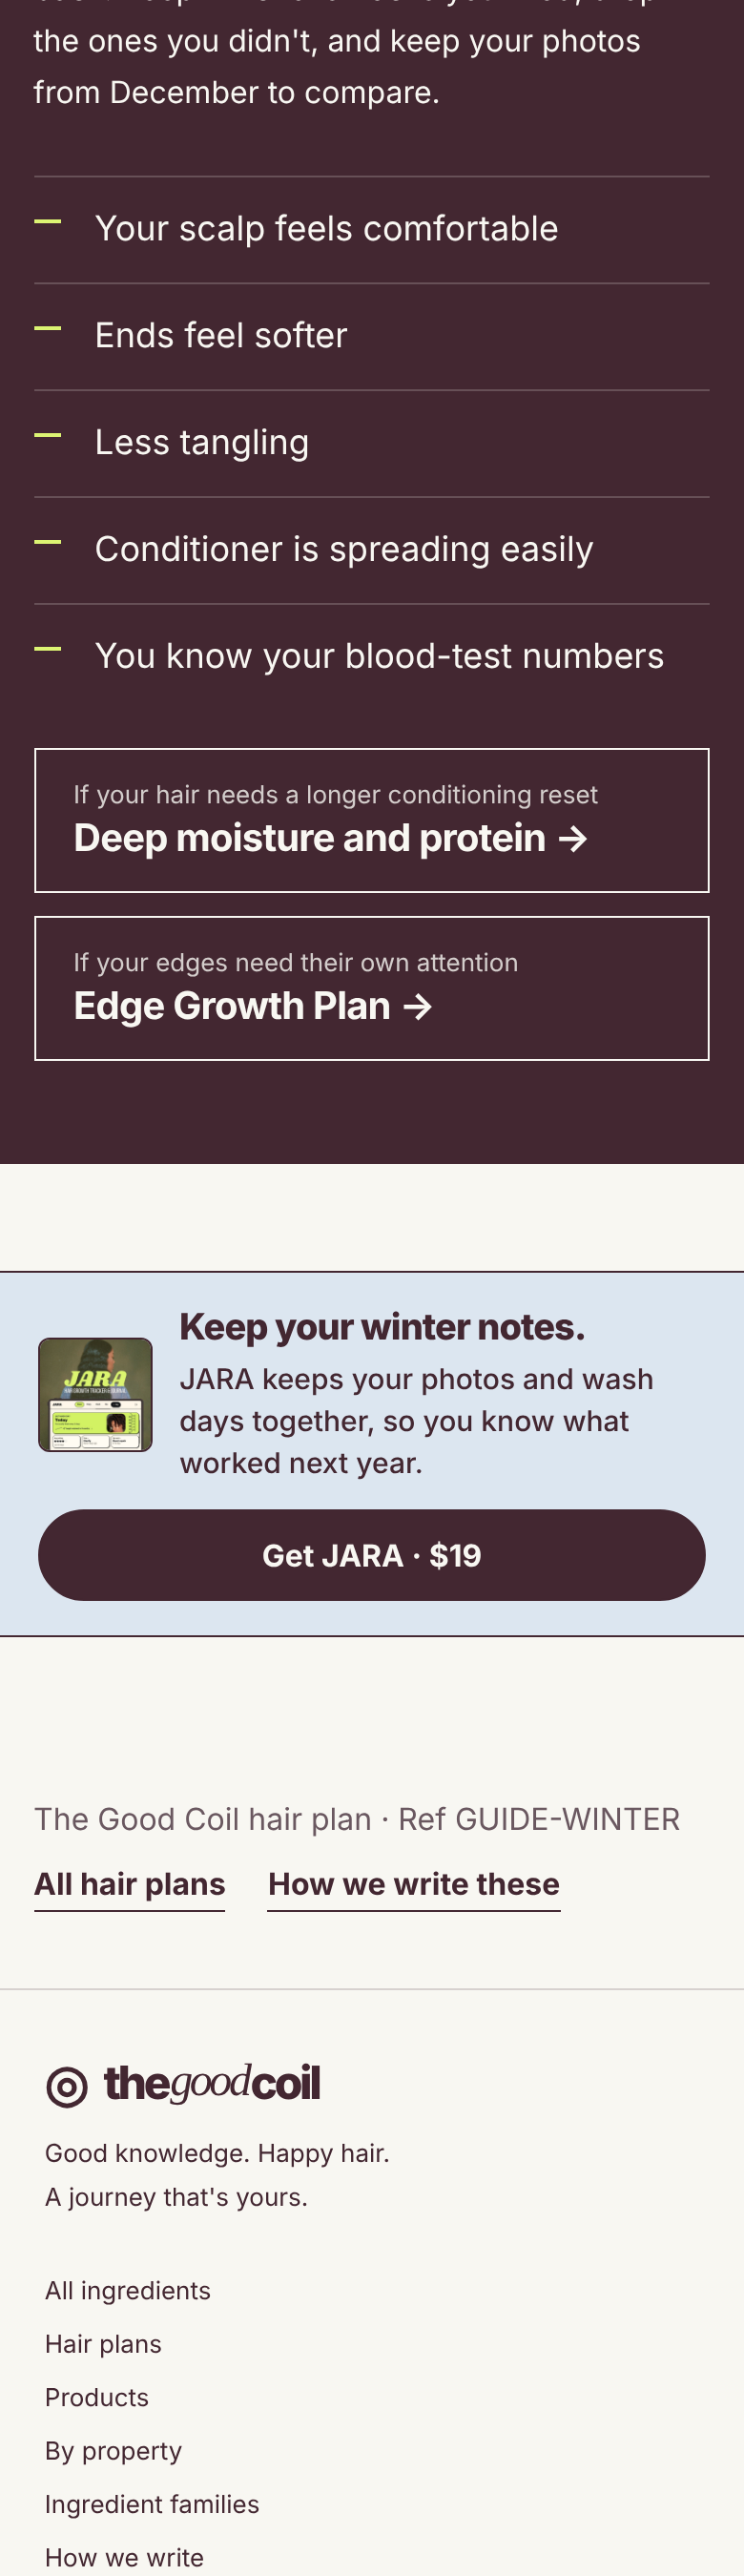 the ones you didn't, and keep your photos
from December to compare.
Your scalp feels comfortable
Ends feel softer
Less tangling
Conditioner is spreading easily
You know your blood-test numbers
If your hair needs a longer conditioning reset
Deep moisture and protein →
If your edges need their own attention
Edge Growth Plan →
Keep your winter notes.
JARA
JARA keeps your photos and wash
days together, so you know what
worked next year.
Get JARA · $19
The Good Coil hair plan · Ref GUIDE-WINTER
All hair plans How we write these
thegoodcoil
Good knowledge. Happy hair.
A journey that's yours.
All ingredients
Hair plans
Products
By property
Ingredient families
How we write